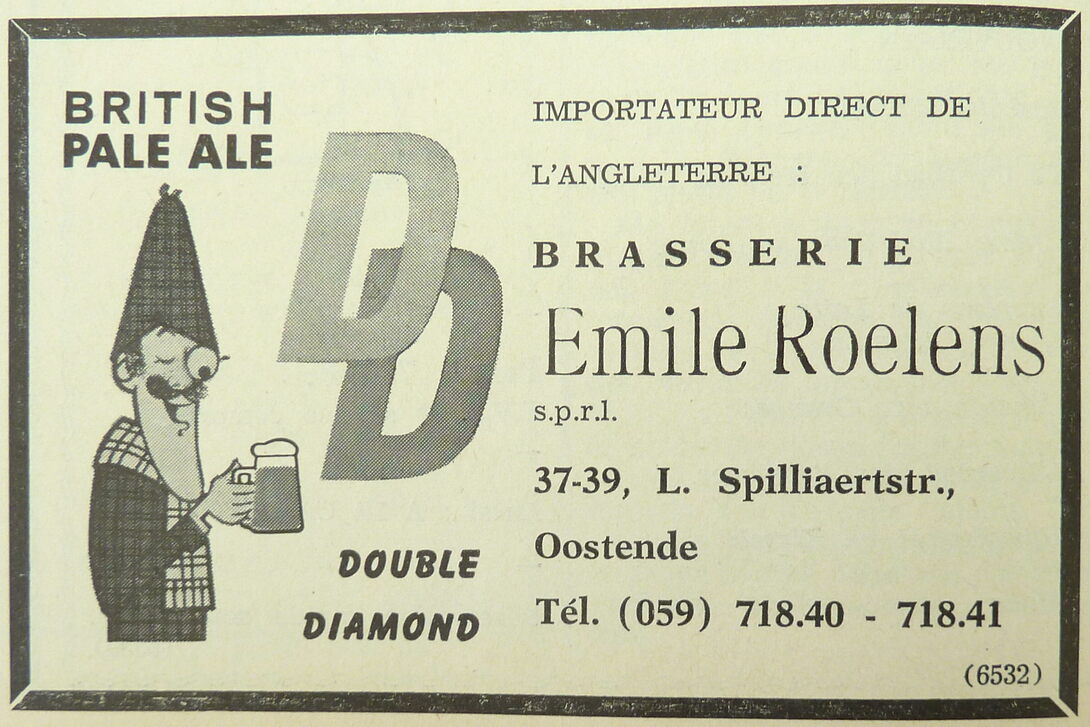 BRITISH
PALE ALE
DD
DOUBLE
DIAMOND
IMPORTATEUR DIRECT DE
L'ANGLETERRE :
BRASSERIE
Emile Roelens
s.p.r.l.
37-39, L. Spilliaertstr.,
Oostende
Tél. (059) 718.40 - 718.41
(6532)